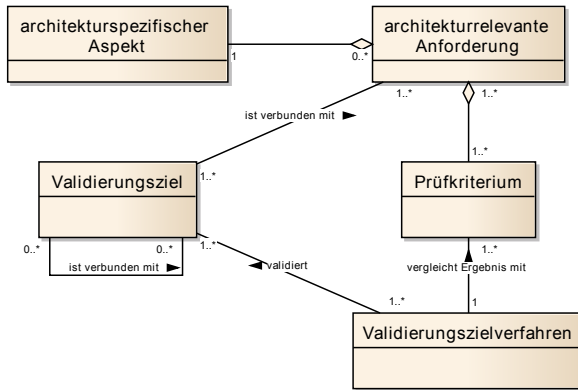 architekturspezifischer
Aspekt
architekturrelevante
Anforderung
1
0..*
1..*
1..*
ist verbunden mit
1..*
1..*
Validierungsziel
Prüfkriterium
0..*
0..*
1..*
1..*
ist verbunden mit
validiert
vergleicht Ergebnis mit
1..*
1
Validierungszielverfahren